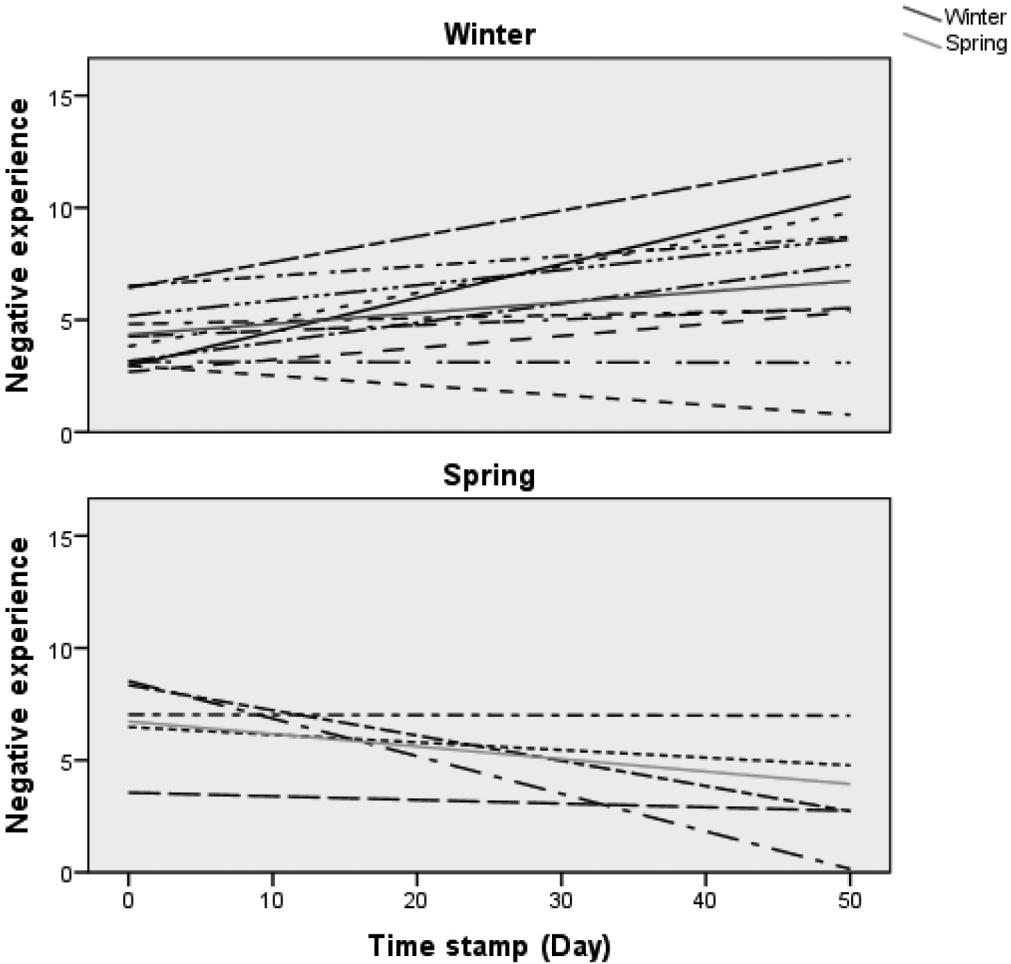 Winter
Spring
Winter
15
10
5
0
Negative experience
Spring
15
10
5
0
Negative experience
0 10 20 30 40 50
Time stamp (Day)